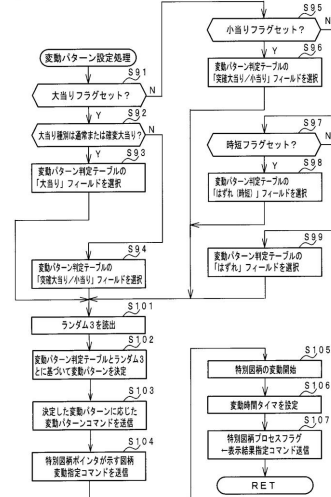 変動パターン設定処理
S91
大当りフラグセット?
N
Y
S92
大当り種別は通常または確変大当り?
N
Y
S93
変動パターン判定テーブルの
「大当り」フィールドを選択
S94
変動パターン判定テーブルの
「突確大当り/小当り」フィールドを選択
S95
小当りフラグセット?
N
Y
S96
変動パターン判定テーブルの
「突確大当り/小当り」フィールドを選択
S97
時短フラグセット?
N
Y
S98
変動パターン判定テーブルの
「はずれ(時短)」フィールドを選択
S99
変動パターン判定テーブルの
「はずれ」フィールドを選択
S101
ランダム3を読出
S102
変動パターン判定テーブルとランダム3
とに基づいて変動パターンを決定
S103
決定した変動パターンに応じた
変動パターンコマンドを送信
S104
特別図柄ポインタが示す図柄
変動指定コマンドを送信
S105
特別図柄の変動開始
S106
変動時間タイマを設定
S107
特別図柄プロセスフラグ
←表示結果指定コマンド送信
RET